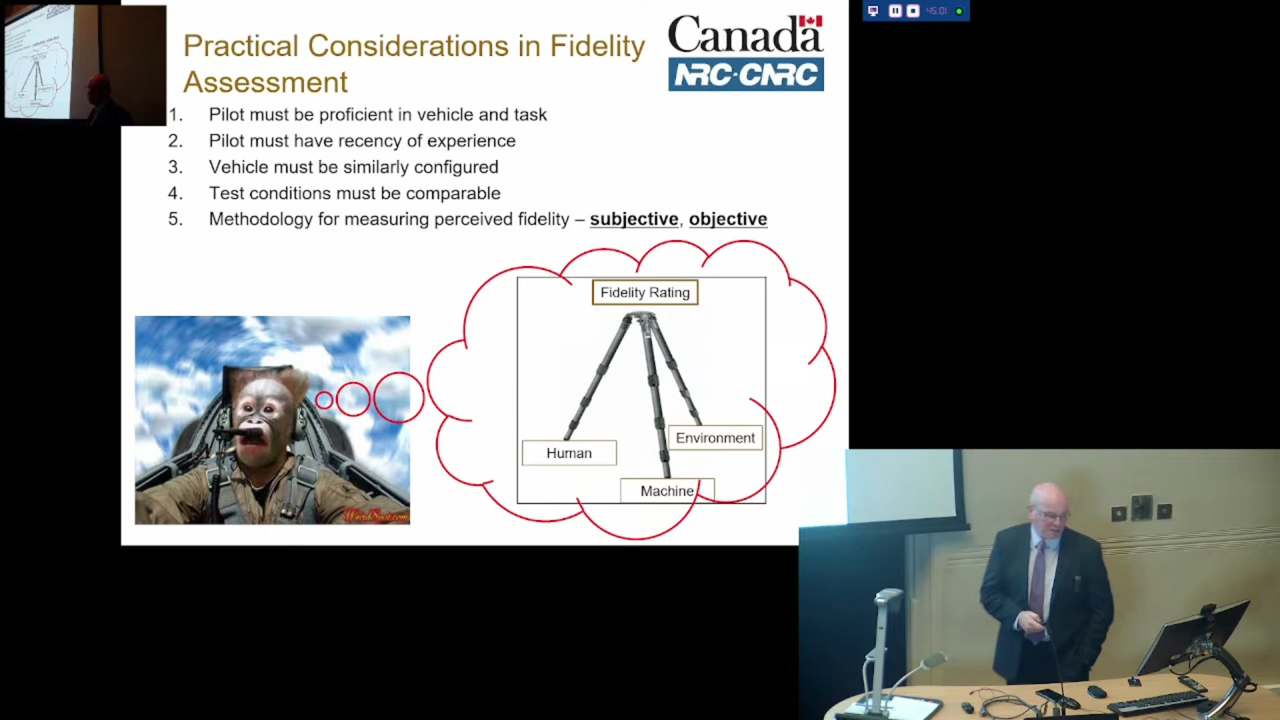 Practical Considerations in Fidelity
Assessment
Canada
NRC·CNRC
1. Pilot must be proficient in vehicle and task
2. Pilot must have recency of experience
3. Vehicle must be similarly configured
4. Test conditions must be comparable
5. Methodology for measuring perceived fidelity – subjective, objective
Fidelity Rating
Human
Environment
Machine
45:01